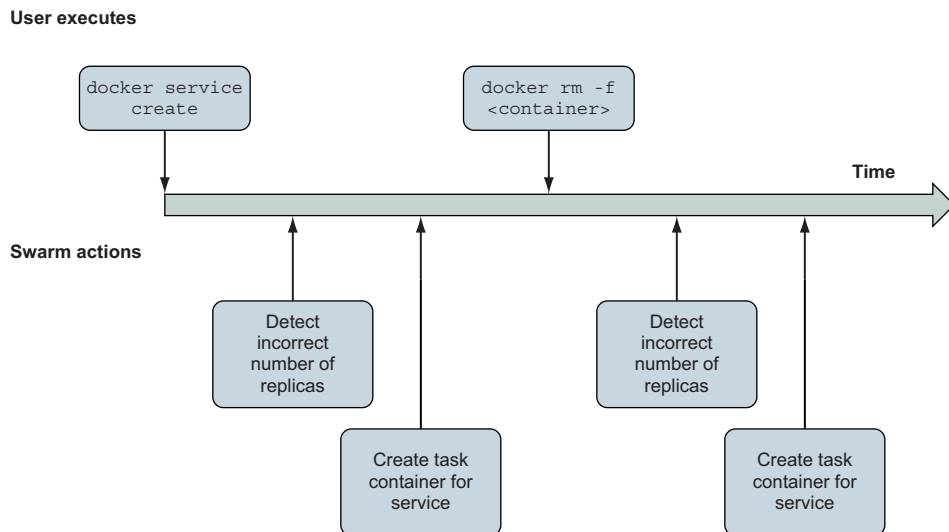 User executes
docker service
create
docker rm -f
<container>
Time
Swarm actions
Detect
incorrect
number of
replicas
Detect
incorrect
number of
replicas
Create task
container for
service
Create task
container for
service